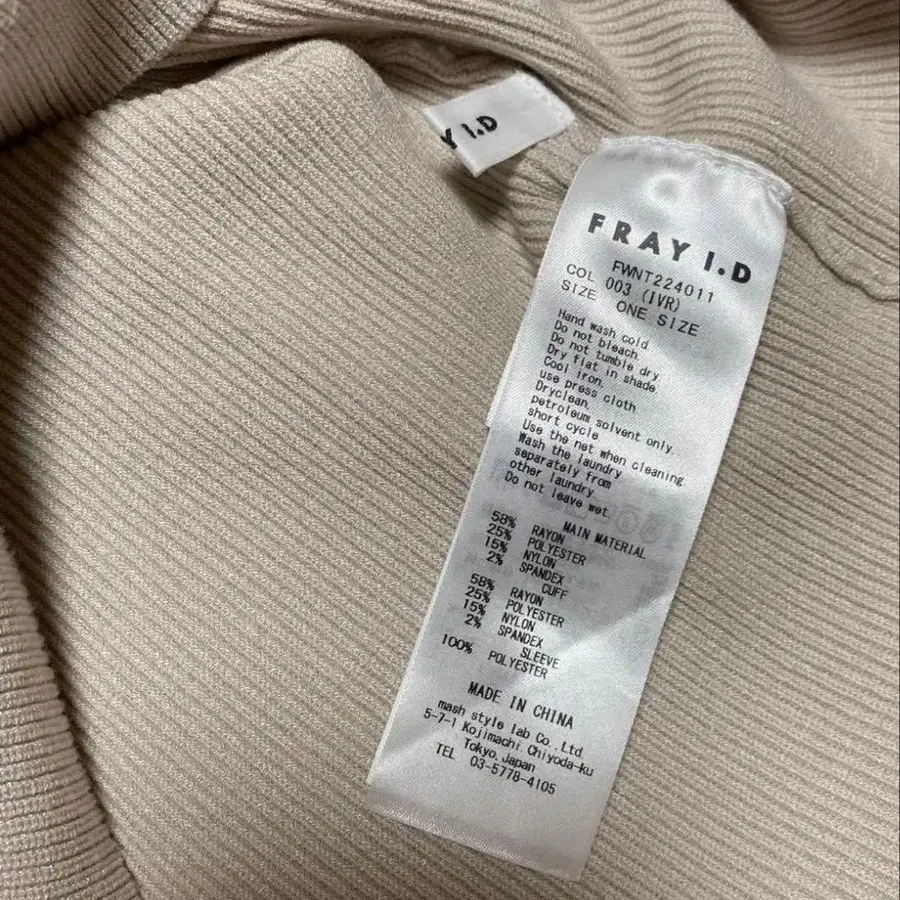 Y I.D
FRAY I.D
FWNT224011
COL 003 (IVR)
SIZE ONE SIZE
Hand wash cold
Do not bleach.
Do not tumble dry
Dry flat in shade
Cool iron.
use press cloth
Dryclean.
petroleum solvent only.
short cycle
Use the net when cleaning.
Wash the laundry
separately from
other laundry.
Do not leave wet.
MAIN MATERIAL
58% RAYON
25% POLYESTER
15% NYLON
2% SPANDEX
CUFF
58% RAYON
25% POLYESTER
15% NYLON
2% SPANDEX
SLEEVE
100% POLYESTER
MADE IN CHINA
mash style lab Co., Ltd.
5-7-1 Kojimachi, Chiyoda-ku
Tokyo, Japan
TEL 03-5778-4105